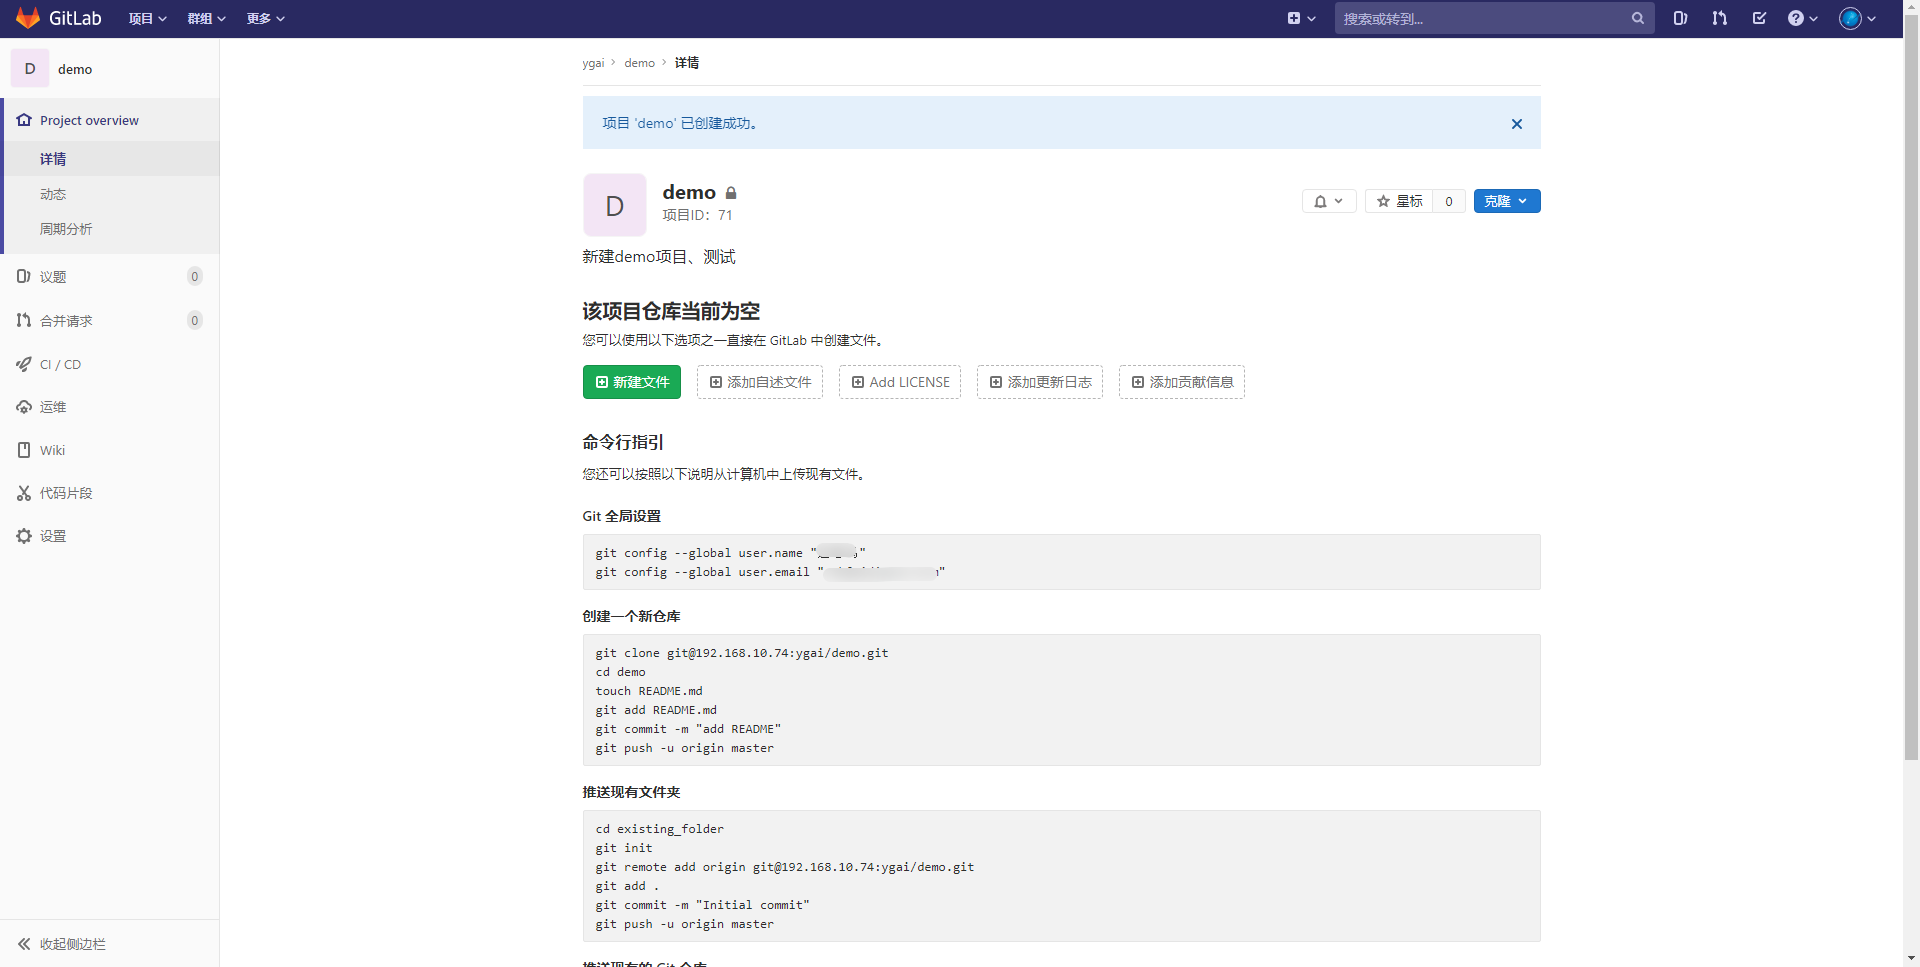 GitLab 项目 群组 更多 搜索或转到...
D demo
Project overview
详情
动态
周期分析
议题 0
合并请求 0
CI / CD
运维
Wiki
代码片段
设置
收起侧边栏
ygai > demo > 详情
项目 'demo' 已创建成功。
D
demo
项目ID：71
星标 0 克隆
新建demo项目、测试
该项目仓库当前为空
您可以使用以下选项之一直接在 GitLab 中创建文件。
新建文件 添加自述文件 Add LICENSE 添加更新日志 添加贡献信息
命令行指引
您还可以按照以下说明从计算机中上传现有文件。
Git 全局设置
git config --global user.name "
git config --global user.email "
创建一个新仓库
git clone git@192.168.10.74:ygai/demo.git
cd demo
touch README.md
git add README.md
git commit -m "add README"
git push -u origin master
推送现有文件夹
cd existing_folder
git init
git remote add origin git@192.168.10.74:ygai/demo.git
git add .
git commit -m "Initial commit"
git push -u origin master
推送现有的 Git 仓库